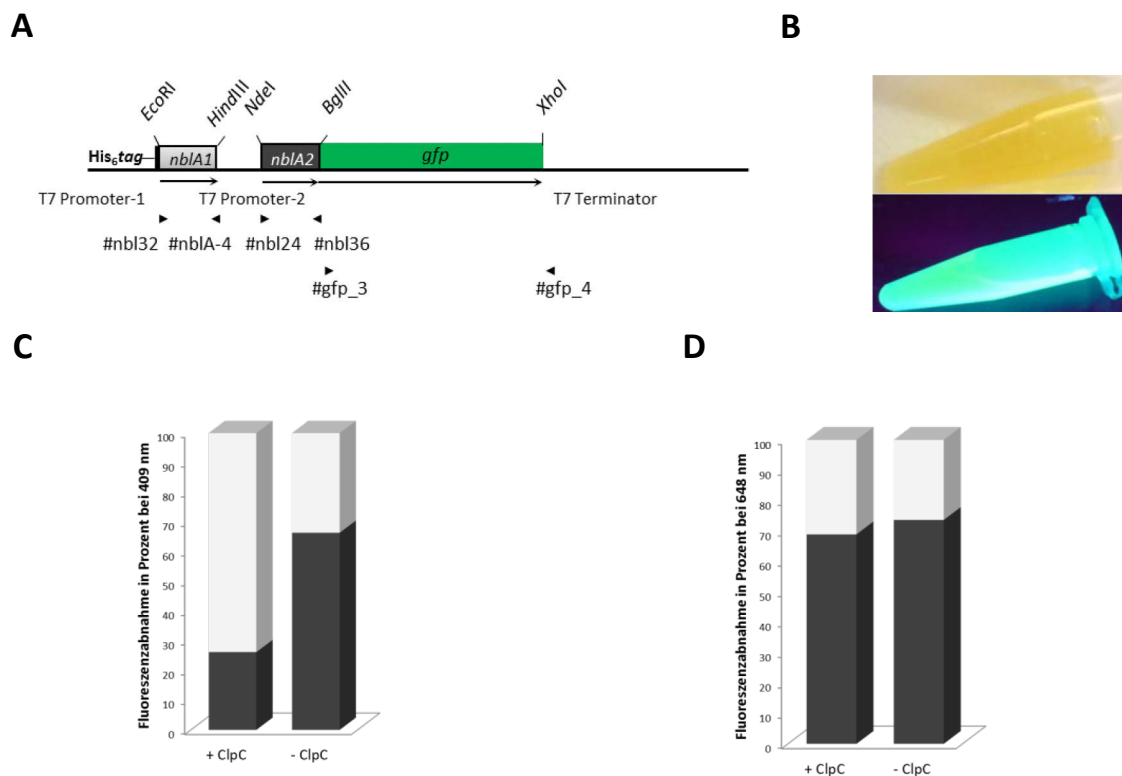 A
B
EcoRI HindIII NdeI BglII XhoI
His6tag nblA1 nblA2 gfp
T7 Promoter-1 T7 Promoter-2 T7 Terminator
#nbl32 #nblA-4 #nbl24 #nbl36
#gfp_3 #gfp_4
C
D
Fluoreszenzabnahme in Prozent bei 409 nm
100
90
80
70
60
50
40
30
20
10
0
+ ClpC - ClpC
Fluoreszenzabnahme in Prozent bei 648 nm
100
90
80
70
60
50
40
30
20
10
0
+ ClpC - ClpC